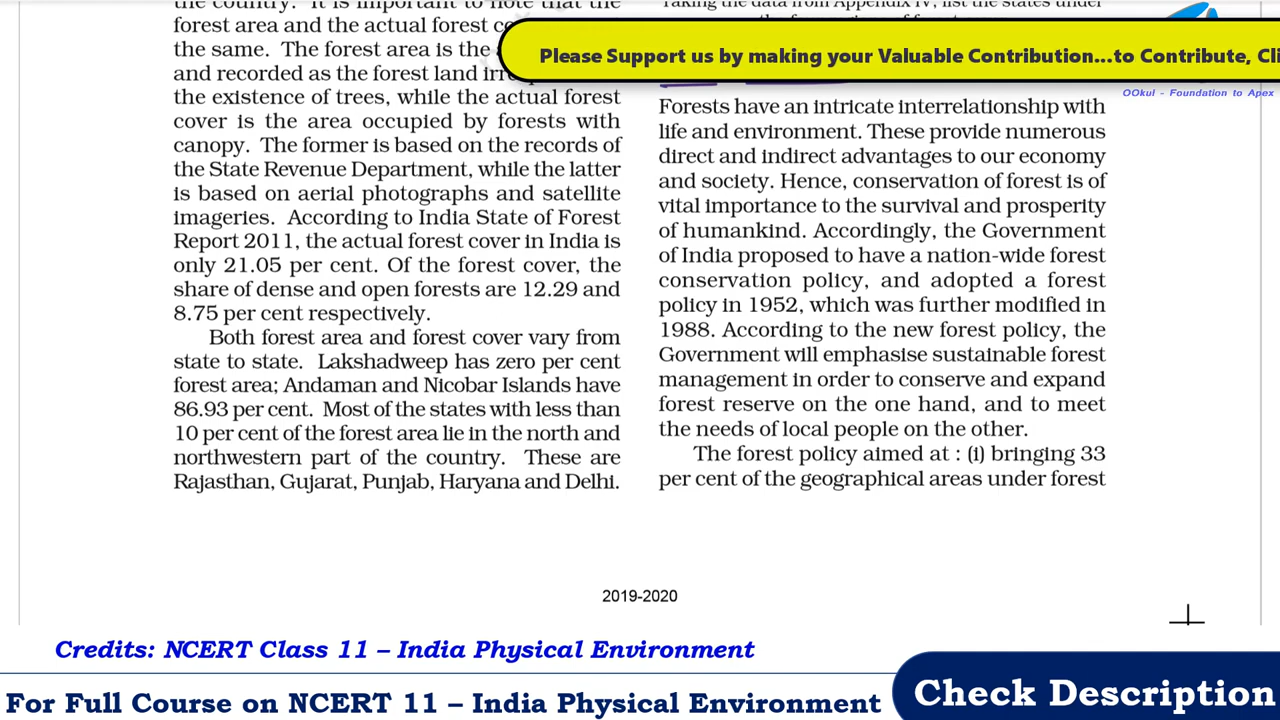 the country. It is important to note that the
forest area and the actual forest
the same. The forest area is the
and recorded as the forest land
the existence of trees, while the actual forest
cover is the area occupied by forests with
canopy. The former is based on the records of
the State Revenue Department, while the latter
is based on aerial photographs and satellite
imageries. According to India State of Forest
Report 2011, the actual forest cover in India is
only 21.05 per cent. Of the forest cover, the
share of dense and open forests are 12.29 and
8.75 per cent respectively.
Both forest area and forest cover vary from
state to state. Lakshadweep has zero per cent
forest area; Andaman and Nicobar Islands have
86.93 per cent. Most of the states with less than
10 per cent of the forest area lie in the north and
northwestern part of the country. These are
Rajasthan, Gujarat, Punjab, Haryana and Delhi.
Taking the data from Appendix IV, list the states under
Please Support us by making your Valuable Contribution...to Contribute, Cli
OOkul - Foundation to Apex
Forests have an intricate interrelationship with
life and environment. These provide numerous
direct and indirect advantages to our economy
and society. Hence, conservation of forest is of
vital importance to the survival and prosperity
of humankind. Accordingly, the Government
of India proposed to have a nation-wide forest
conservation policy, and adopted a forest
policy in 1952, which was further modified in
1988. According to the new forest policy, the
Government will emphasise sustainable forest
management in order to conserve and expand
forest reserve on the one hand, and to meet
the needs of local people on the other.
The forest policy aimed at : (i) bringing 33
per cent of the geographical areas under forest
2019-2020
Credits: NCERT Class 11 – India Physical Environment
For Full Course on NCERT 11 – India Physical Environment
Check Description